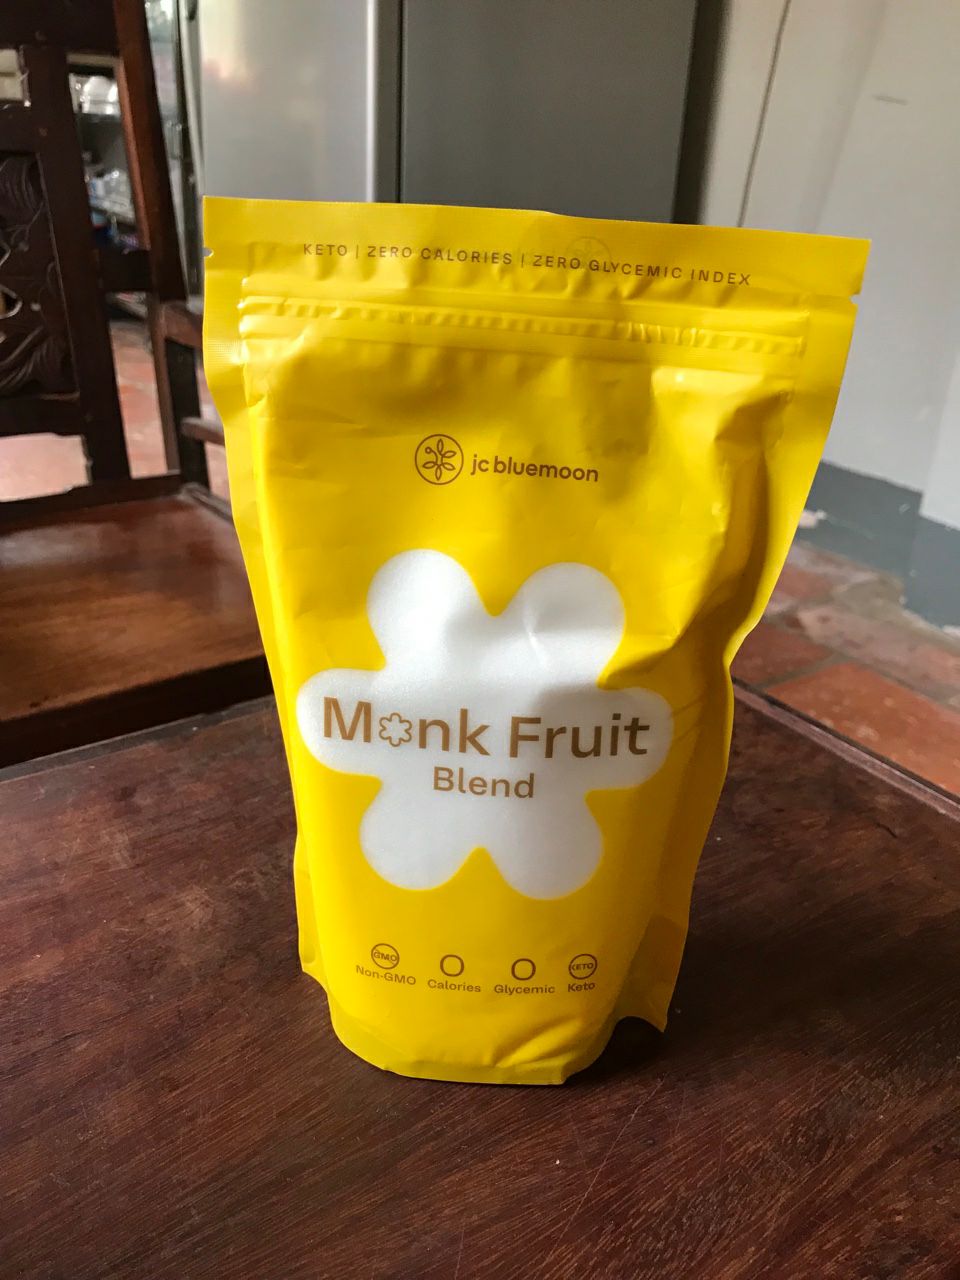 KETO | ZERO CALORIES | ZERO GLYCEMIC INDEX
jc bluemoon
Monk Fruit
Blend
GMO
KETO
Non-GMO
0
Calories
0
Glycemic
Keto